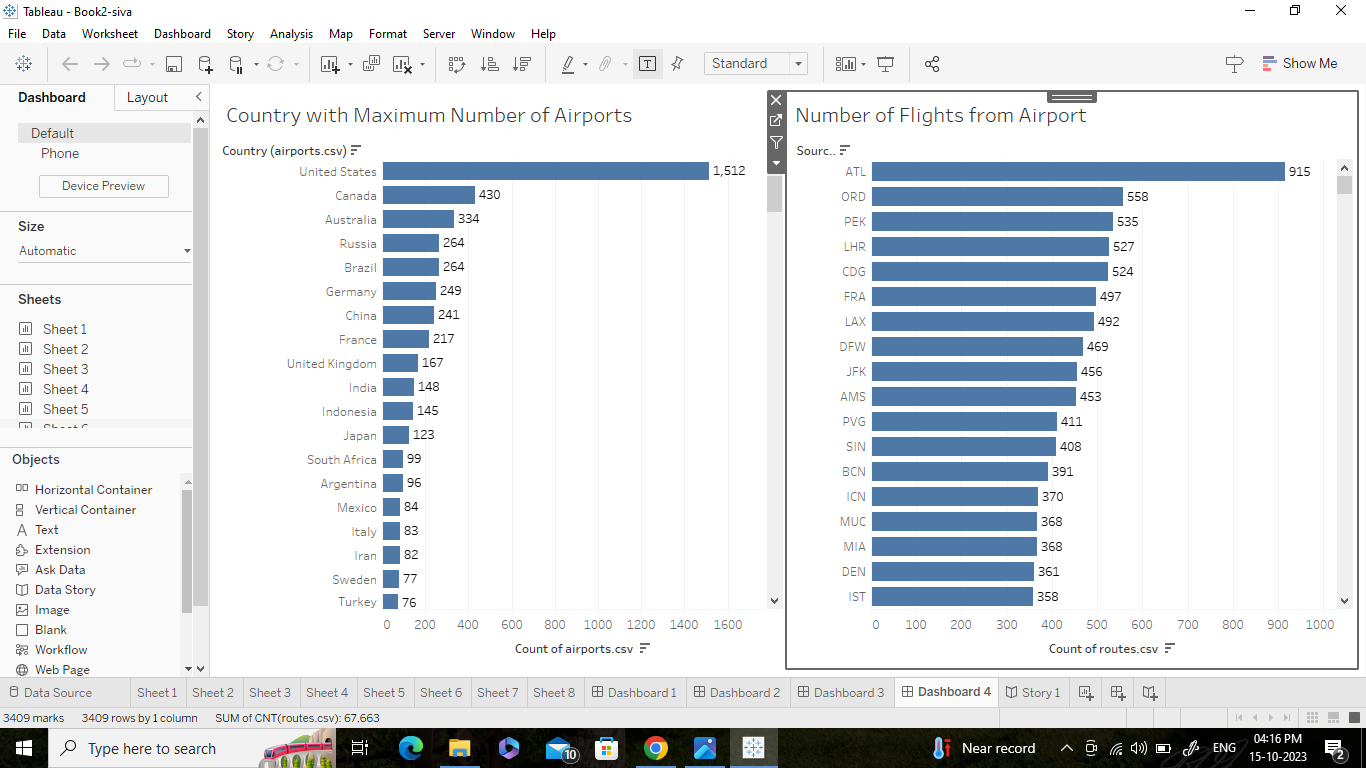 Tableau - Book2-siva
File Data Worksheet Dashboard Story Analysis Map Format Server Window Help
Standard
Show Me
Dashboard Layout
Default
Phone
Device Preview
Size
Automatic
Sheets
Sheet 1
Sheet 2
Sheet 3
Sheet 4
Sheet 5
Sheet 6
Objects
Horizontal Container
Vertical Container
A Text
Extension
Ask Data
Data Story
Image
Blank
Workflow
Web Page
Country with Maximum Number of Airports
Country (airports.csv)
United States 1,512
Canada 430
Australia 334
Russia 264
Brazil 264
Germany 249
China 241
France 217
United Kingdom 167
India 148
Indonesia 145
Japan 123
South Africa 99
Argentina 96
Mexico 84
Italy 83
Iran 82
Sweden 77
Turkey 76
0 200 400 600 800 1000 1200 1400 1600
Count of airports.csv
Number of Flights from Airport
Sourc..
ATL 915
ORD 558
PEK 535
LHR 527
CDG 524
FRA 497
LAX 492
DFW 469
JFK 456
AMS 453
PVG 411
SIN 408
BCN 391
ICN 370
MUC 368
MIA 368
DEN 361
IST 358
0 100 200 300 400 500 600 700 800 900 1000
Count of routes.csv
Data Source Sheet 1 Sheet 2 Sheet 3 Sheet 4 Sheet 5 Sheet 6 Sheet 7 Sheet 8 Dashboard 1 Dashboard 2 Dashboard 3 Dashboard 4 Story 1
3409 marks 3409 rows by 1 column SUM of CNT(routes.csv): 67,663
Type here to search
10
Near record
ENG
04:16 PM
15-10-2023
2